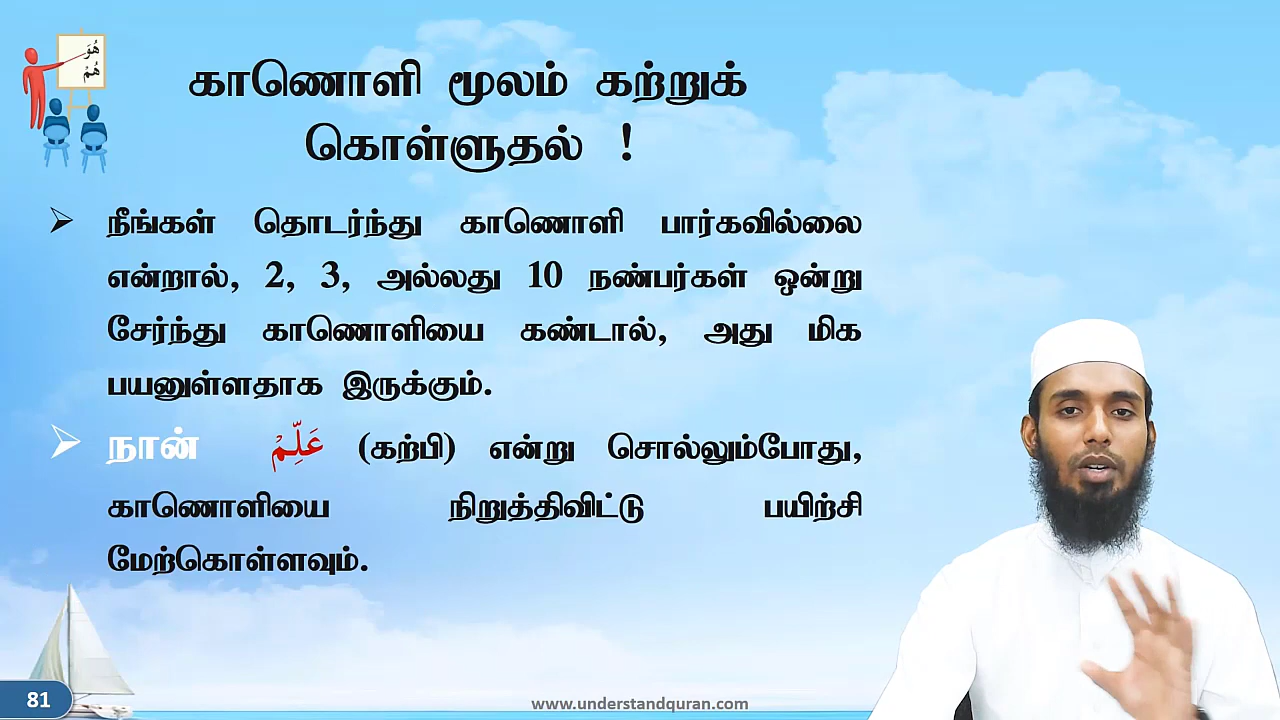 هُوَ
هُمْ
காணொளி மூலம் கற்றுக்
கொள்ளுதல் !
நீங்கள் தொடர்ந்து காணொளி பார்கவில்லை
என்றால், 2, 3, அல்லது 10 நண்பர்கள் ஒன்று
சேர்ந்து காணொளியை கண்டால், அது மிக
பயனுள்ளதாக இருக்கும்.
நான் عَلِّمْ (கற்பி) என்று சொல்லும்போது,
காணொளியை நிறுத்திவிட்டு பயிற்சி
மேற்கொள்ளவும்.
81
www.understandquran.com